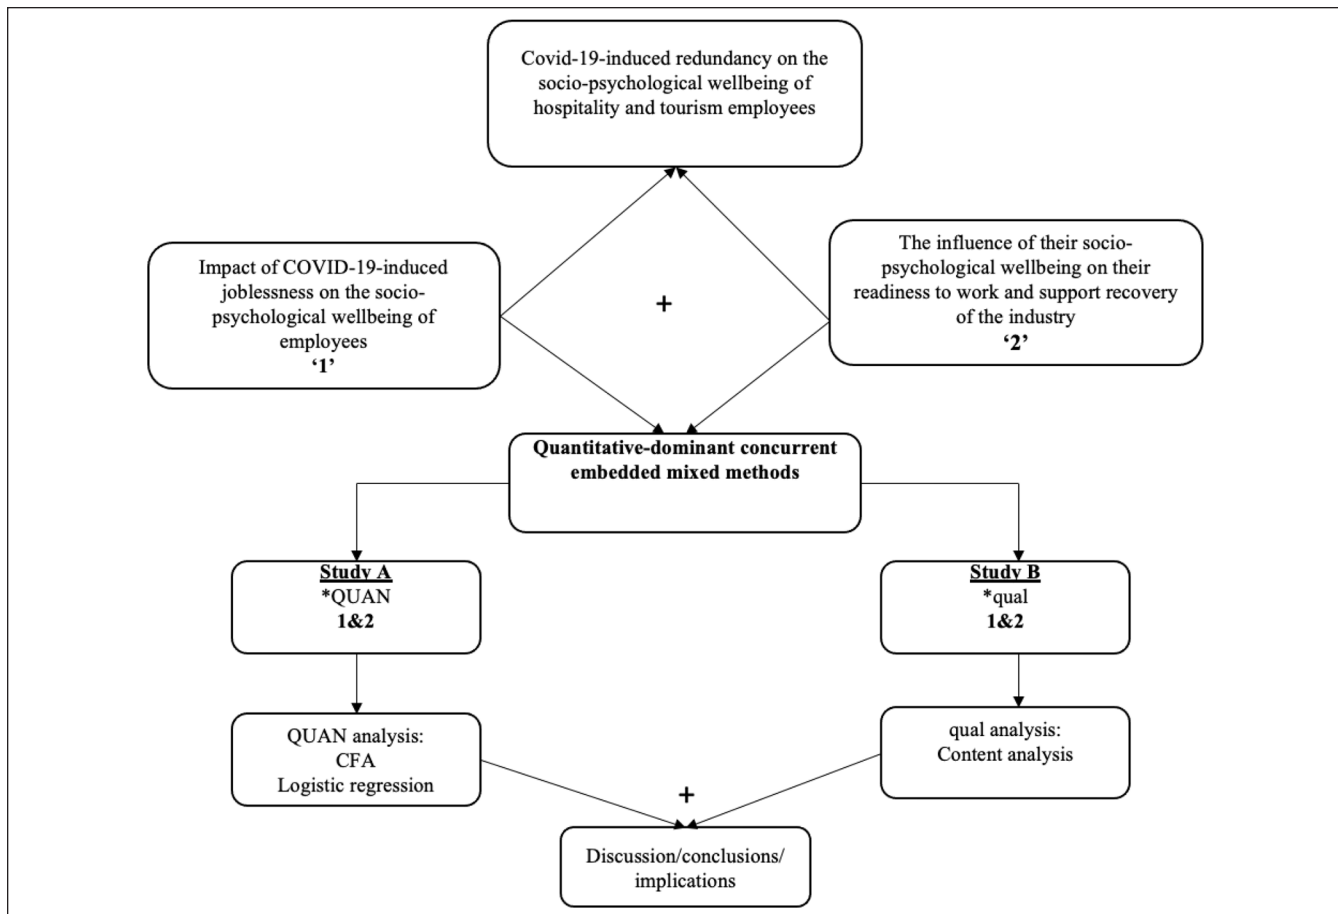 Covid-19-induced redundancy on the
socio-psychological wellbeing of
hospitality and tourism employees
Impact of COVID-19-induced
joblessness on the socio-
psychological wellbeing of
employees
‘1’
+
The influence of their socio-
psychological wellbeing on their
readiness to work and support recovery
of the industry
‘2’
Quantitative-dominant concurrent
embedded mixed methods
Study A
*QUAN
1&2
Study B
*qual
1&2
QUAN analysis:
CFA
Logistic regression
qual analysis:
Content analysis
+
Discussion/conclusions/
implications